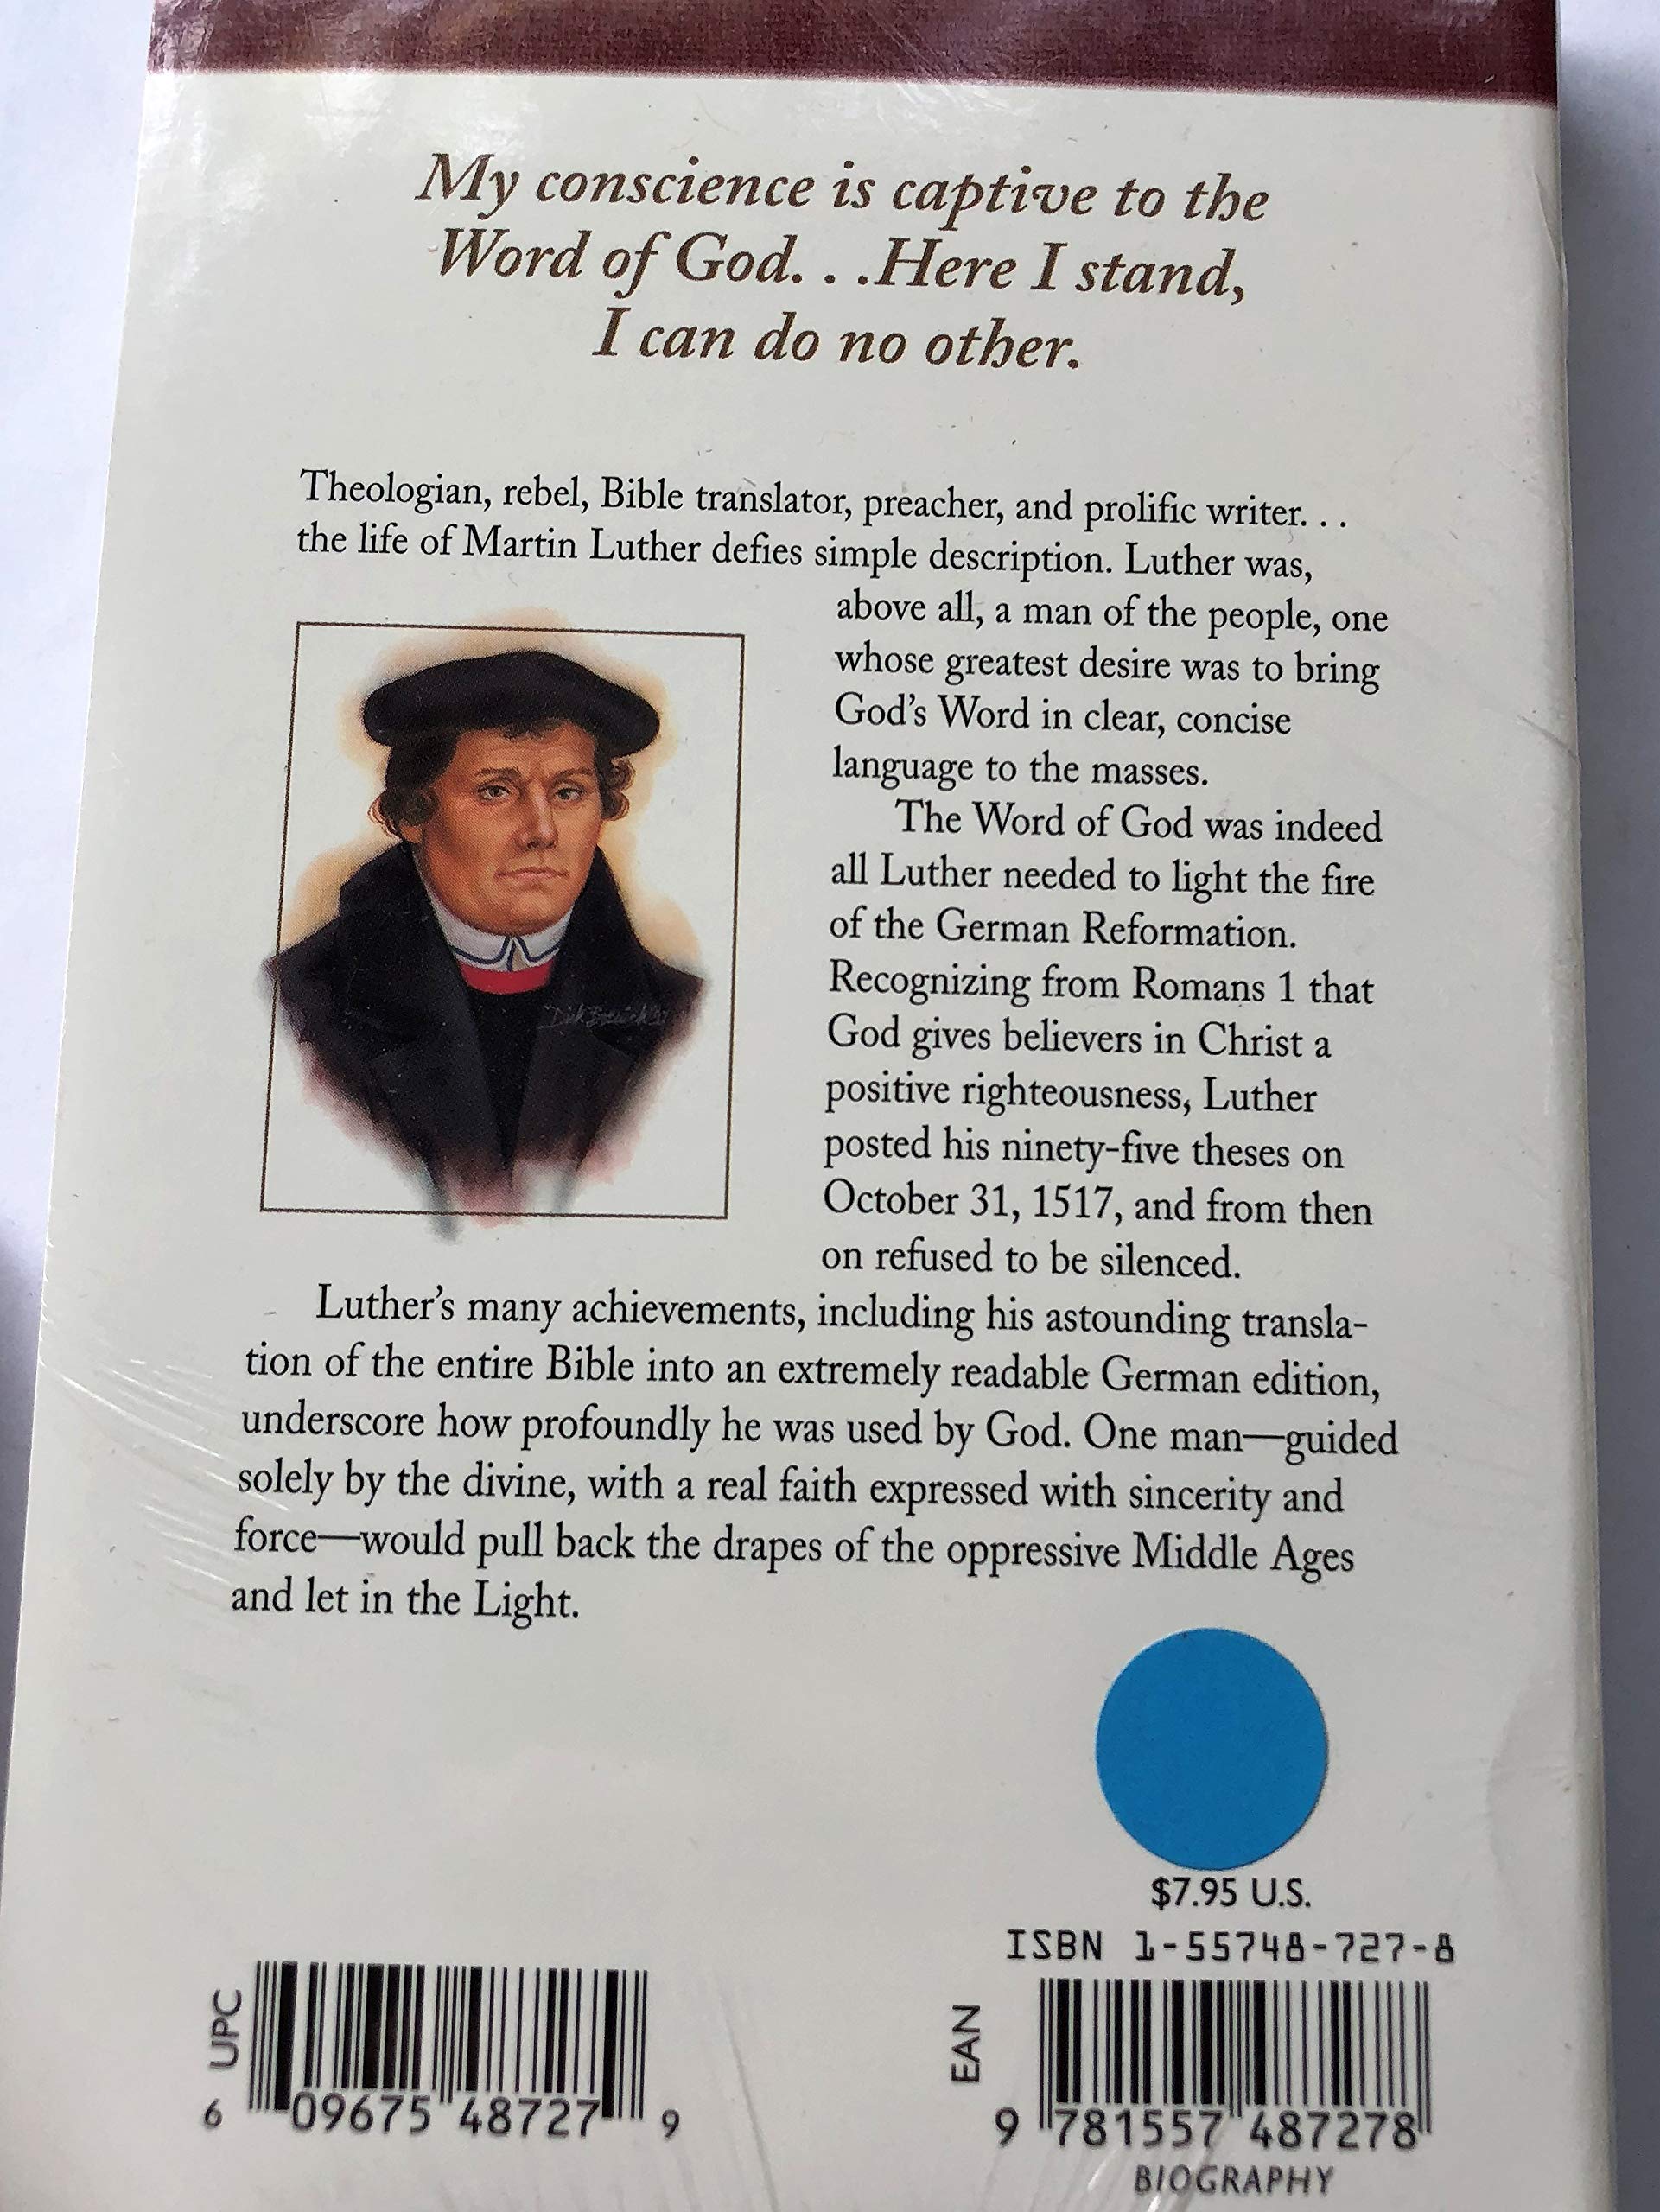 My conscience is captive to the
Word of God. . .Here I stand,
I can do no other.
Theologian, rebel, Bible translator, preacher, and prolific writer. . .
the life of Martin Luther defies simple description. Luther was,
above all, a man of the people, one
whose greatest desire was to bring
God's Word in clear, concise
language to the masses.
The Word of God was indeed
all Luther needed to light the fire
of the German Reformation.
Recognizing from Romans 1 that
God gives believers in Christ a
positive righteousness, Luther
posted his ninety-five theses on
October 31, 1517, and from then
on refused to be silenced.
Luther's many achievements, including his astounding transla-
tion of the entire Bible into an extremely readable German edition,
underscore how profoundly he was used by God. One man—guided
solely by the divine, with a real faith expressed with sincerity and
force—would pull back the drapes of the oppressive Middle Ages
and let in the Light.
$7.95 U.S.
ISBN 1-55748-727-8
UPC
6 09675 48727 9
EAN
9 781557 487278
BIOGRAPHY